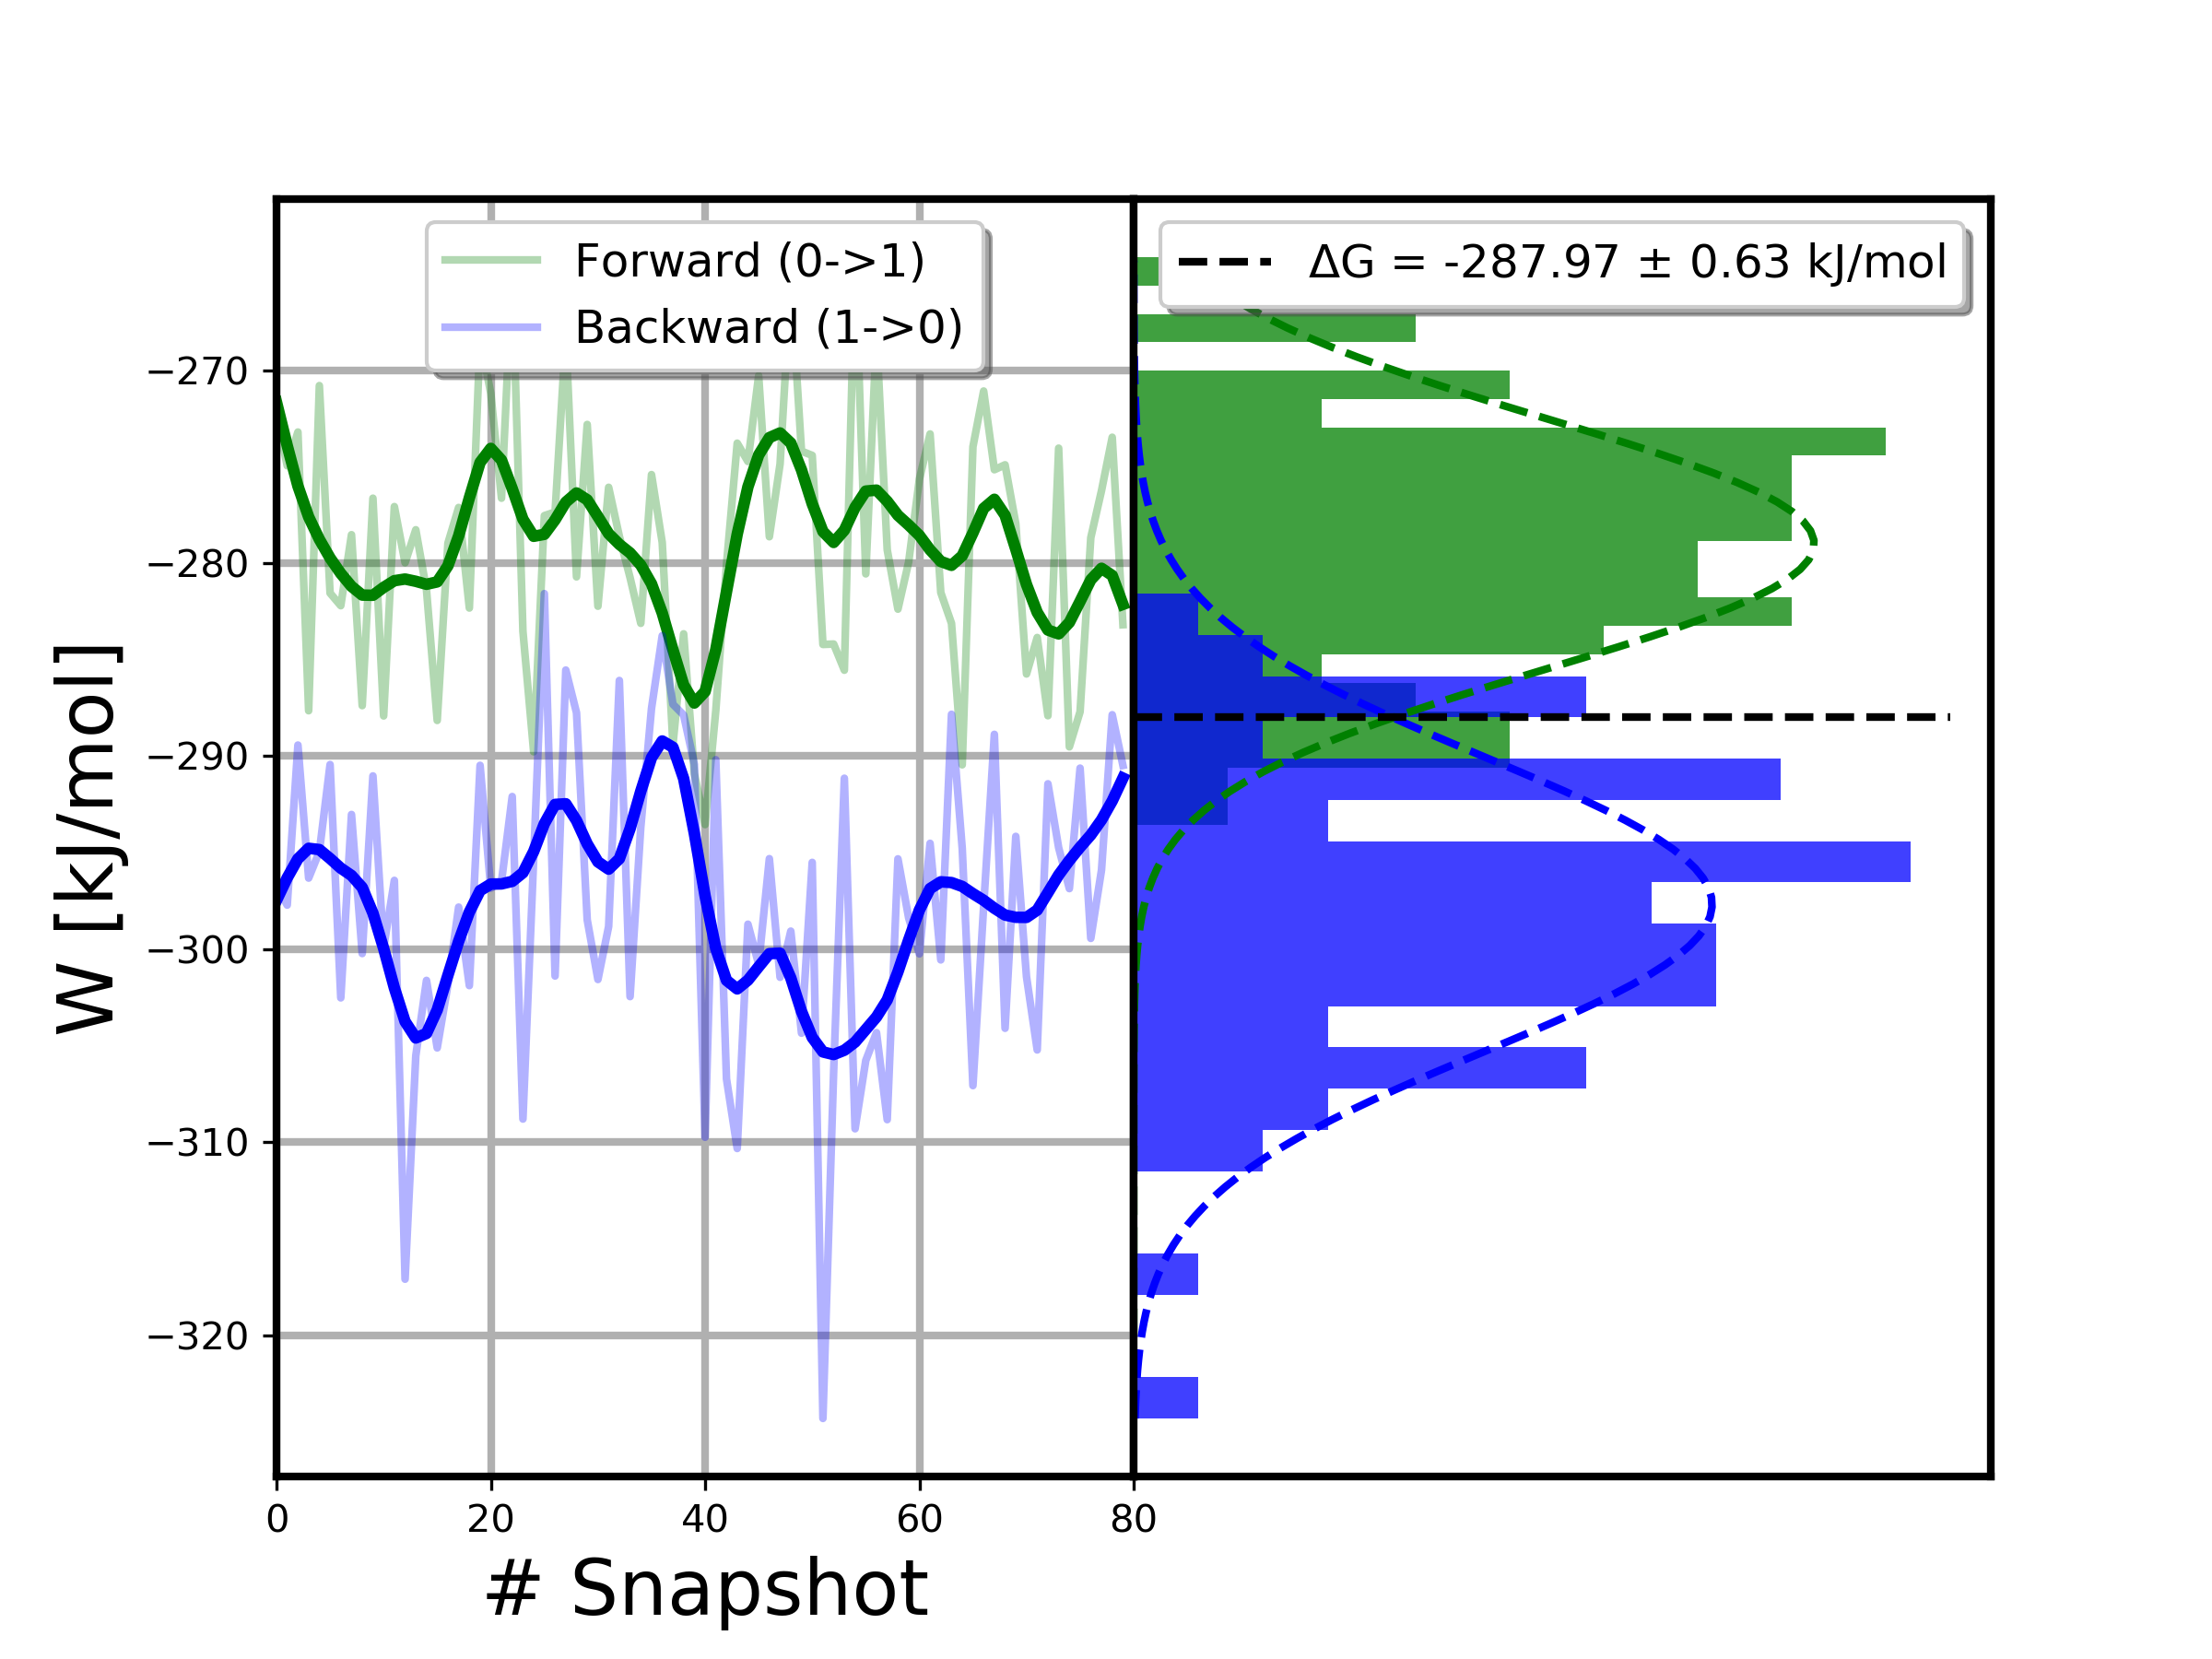 Forward (0->1)
Backward (1->0)
ΔG = -287.97 ± 0.63 kJ/mol
W [kJ/mol]
−270
−280
−290
−300
−310
−320
0 20 40 60 80
# Snapshot